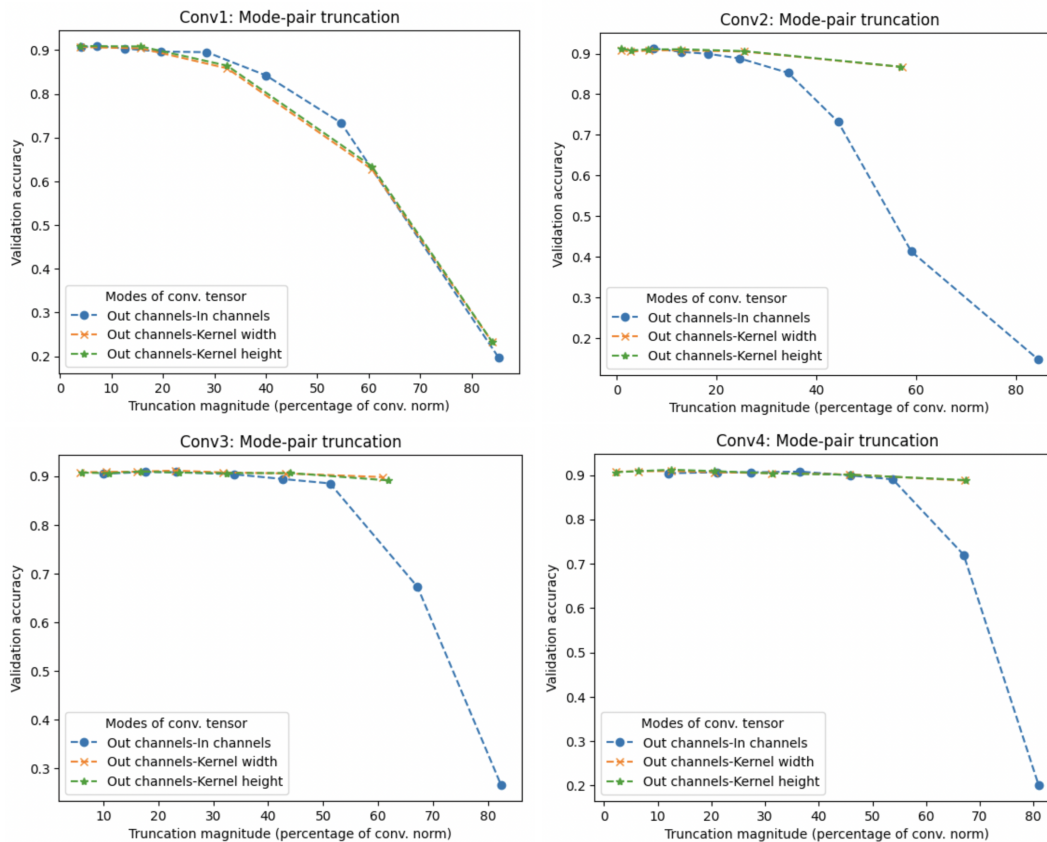 Conv1: Mode-pair truncation
Validation accuracy
0.9
0.8
0.7
0.6
0.5
0.4
0.3
0.2
Modes of conv. tensor
Out channels-In channels
Out channels-Kernel width
Out channels-Kernel height
0 10 20 30 40 50 60 70 80
Truncation magnitude (percentage of conv. norm)
Conv2: Mode-pair truncation
Validation accuracy
0.9
0.8
0.7
0.6
0.5
0.4
0.3
0.2
Modes of conv. tensor
Out channels-In channels
Out channels-Kernel width
Out channels-Kernel height
0 20 40 60 80
Truncation magnitude (percentage of conv. norm)
Conv3: Mode-pair truncation
Validation accuracy
0.9
0.8
0.7
0.6
0.5
0.4
0.3
Modes of conv. tensor
Out channels-In channels
Out channels-Kernel width
Out channels-Kernel height
10 20 30 40 50 60 70 80
Truncation magnitude (percentage of conv. norm)
Conv4: Mode-pair truncation
Validation accuracy
0.9
0.8
0.7
0.6
0.5
0.4
0.3
0.2
Modes of conv. tensor
Out channels-In channels
Out channels-Kernel width
Out channels-Kernel height
0 10 20 30 40 50 60 70 80
Truncation magnitude (percentage of conv. norm)